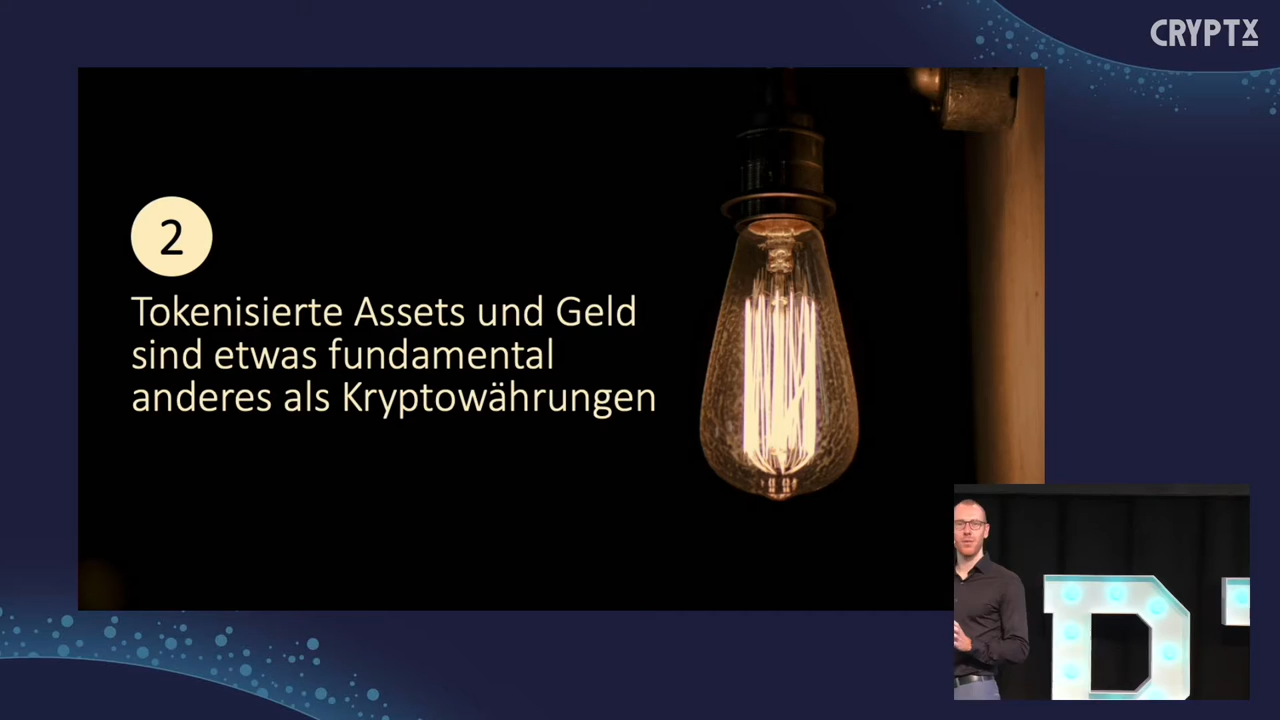 CRYPTX
2
Tokenisierte Assets und Geld
sind etwas fundamental
anderes als Kryptowährungen
P